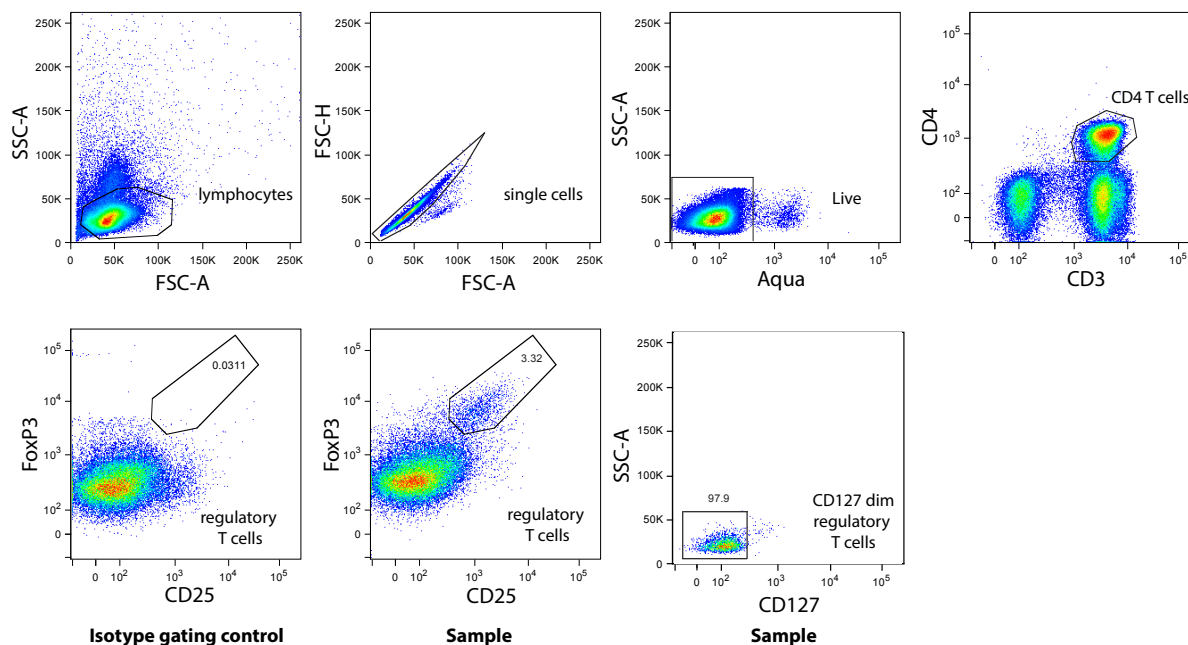 250K
200K
150K
100K
50K
0
SSC-A
lymphocytes
0 50K 100K 150K 200K 250K
FSC-A
250K
200K
150K
100K
50K
0
FSC-H
single cells
0 50K 100K 150K 200K 250K
FSC-A
250K
200K
150K
100K
50K
0
SSC-A
Live
0 10² 10³ 10⁴ 10⁵
Aqua
10⁵
10⁴
10³
10²
0
CD4
CD4 T cells
0 10² 10³ 10⁴ 10⁵
CD3
10⁵
10⁴
10³
10²
0
FoxP3
0.0311
regulatory
T cells
0 10² 10³ 10⁴ 10⁵
CD25
Isotype gating control
10⁵
10⁴
10³
10²
0
FoxP3
3.32
regulatory
T cells
0 10² 10³ 10⁴ 10⁵
CD25
Sample
250K
200K
150K
100K
50K
0
SSC-A
97.9
CD127 dim
regulatory
T cells
0 10² 10³ 10⁴ 10⁵
CD127
Sample